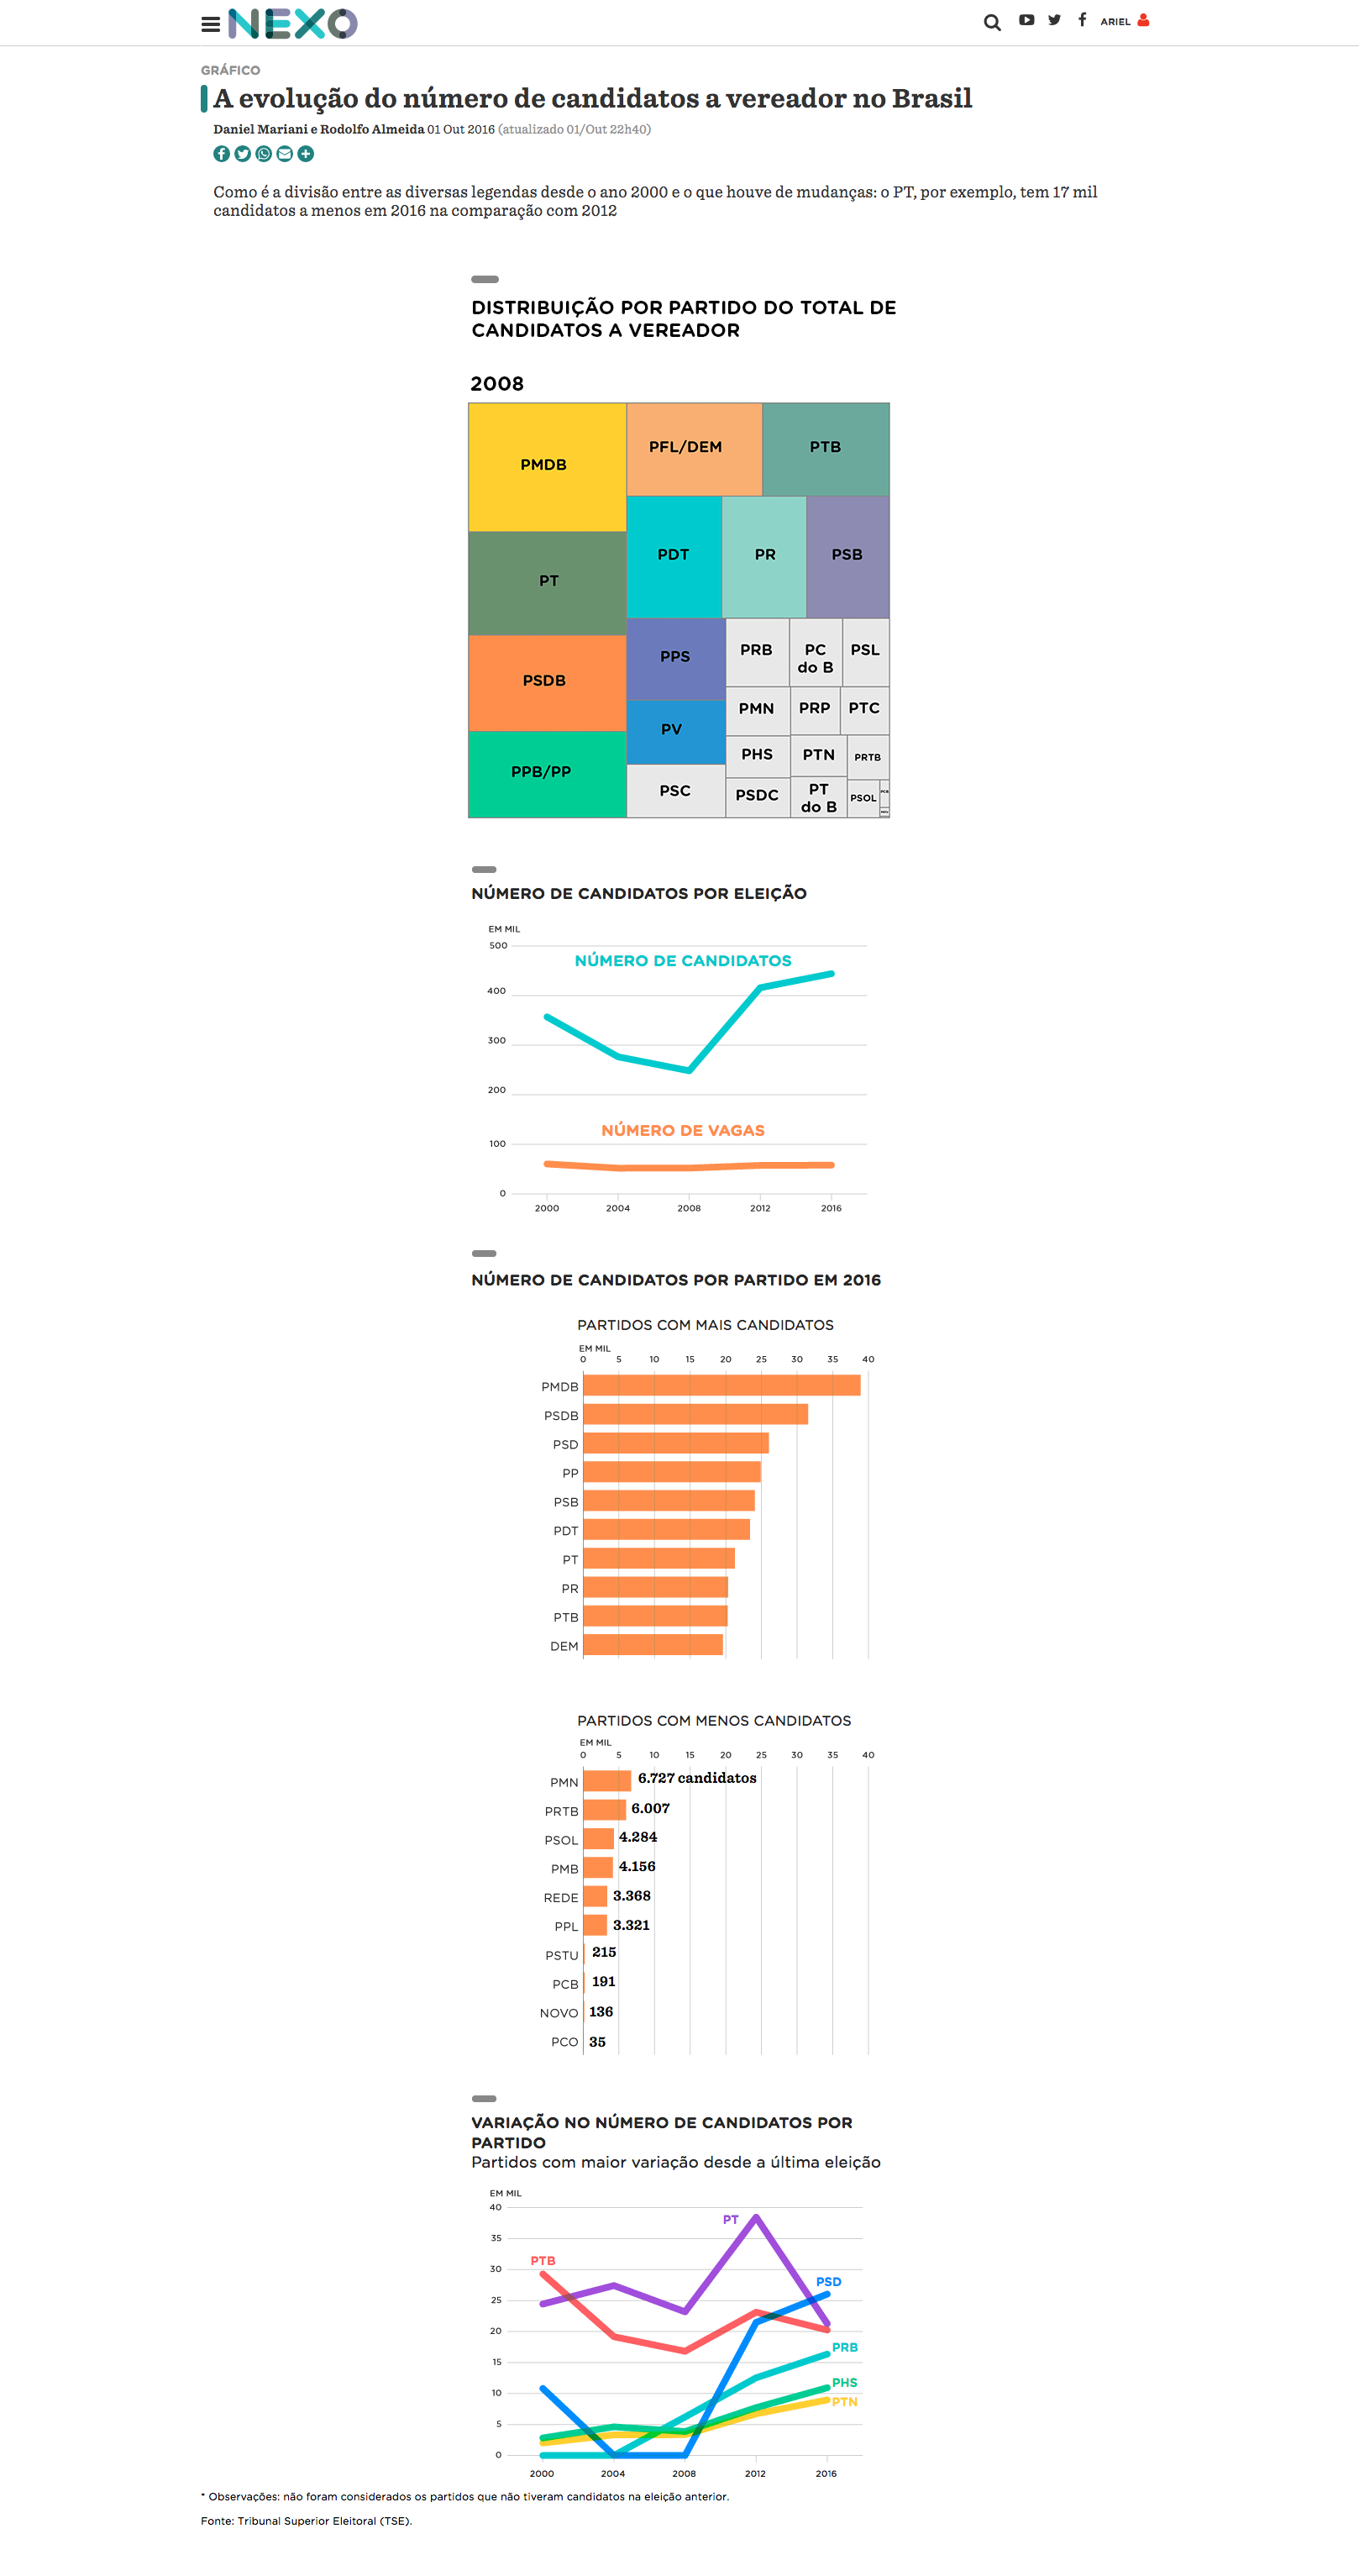 NEXO
ARIEL
GRÁFICO
A evolução do número de candidatos a vereador no Brasil
Daniel Mariani e Rodolfo Almeida 01 Out 2016 (atualizado 01/Out 22h40)
Como é a divisão entre as diversas legendas desde o ano 2000 e o que houve de mudanças: o PT, por exemplo, tem 17 mil
candidatos a menos em 2016 na comparação com 2012
DISTRIBUIÇÃO POR PARTIDO DO TOTAL DE
CANDIDATOS A VEREADOR
2008
PMDB
PFL/DEM
PTB
PT
PDT
PR
PSB
PSDB
PPS
PRB
PC
do B
PSL
PMN
PRP
PTC
PPB/PP
PV
PHS
PTN
PRTB
PSC
PSDC
PT
do B
PSOL
PCB
NÚMERO DE CANDIDATOS POR ELEIÇÃO
EM MIL
500
NÚMERO DE CANDIDATOS
400
300
200
NÚMERO DE VAGAS
100
0
2000 2004 2008 2012 2016
NÚMERO DE CANDIDATOS POR PARTIDO EM 2016
PARTIDOS COM MAIS CANDIDATOS
EM MIL
0 5 10 15 20 25 30 35 40
PMDB
PSDB
PSD
PP
PSB
PDT
PT
PR
PTB
DEM
PARTIDOS COM MENOS CANDIDATOS
EM MIL
0 5 10 15 20 25 30 35 40
PMN 6.727 candidatos
PRTB 6.007
PSOL 4.284
PMB 4.156
REDE 3.368
PPL 3.321
PSTU 215
PCB 191
NOVO 136
PCO 35
VARIAÇÃO NO NÚMERO DE CANDIDATOS POR
PARTIDO
Partidos com maior variação desde a última eleição
EM MIL
40
PT
35
30
PTB
PSD
25
20
PRB
15
PHS
10
PTN
5
0
2000 2004 2008 2012 2016
* Observações: não foram considerados os partidos que não tiveram candidatos na eleição anterior.
Fonte: Tribunal Superior Eleitoral (TSE).